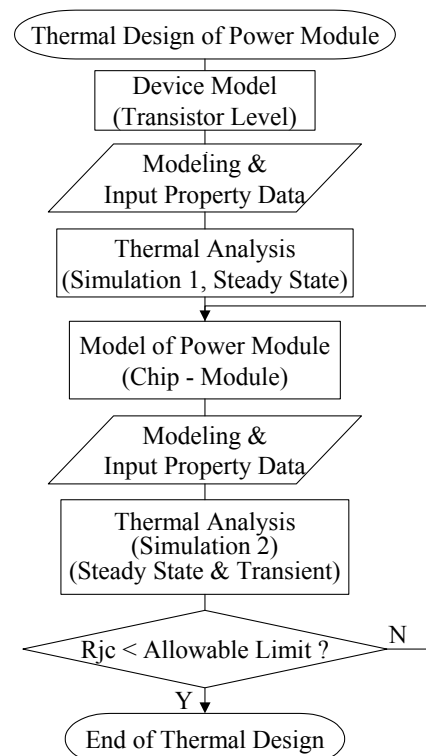 Thermal Design of Power Module
Device Model
(Transistor Level)
Modeling &
Input Property Data
Thermal Analysis
(Simulation 1, Steady State)
Model of Power Module
(Chip - Module)
Modeling &
Input Property Data
Thermal Analysis
(Simulation 2)
(Steady State & Transient)
Rjc < Allowable Limit ?
N
Y
End of Thermal Design